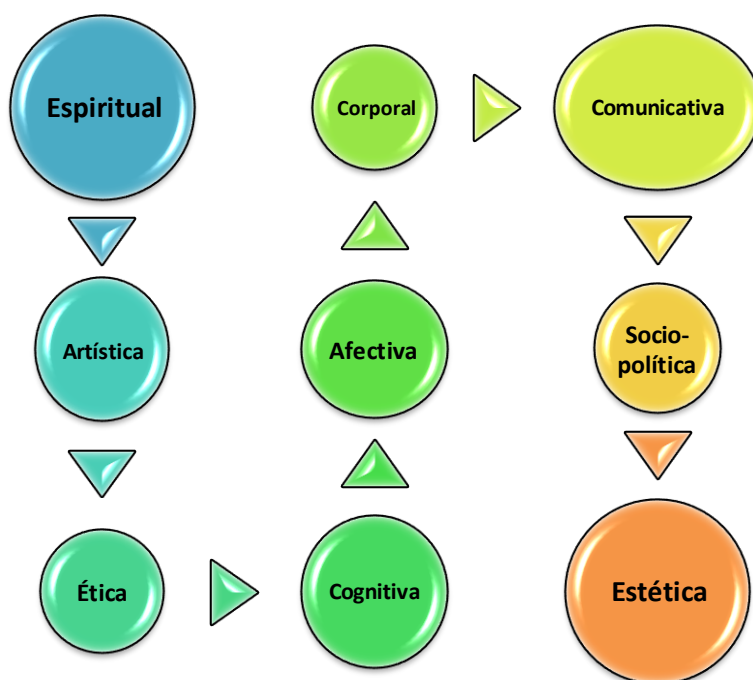 Espiritual
Artística
Ética
Cognitiva
Afectiva
Corporal
Comunicativa
Socio-
política
Estética